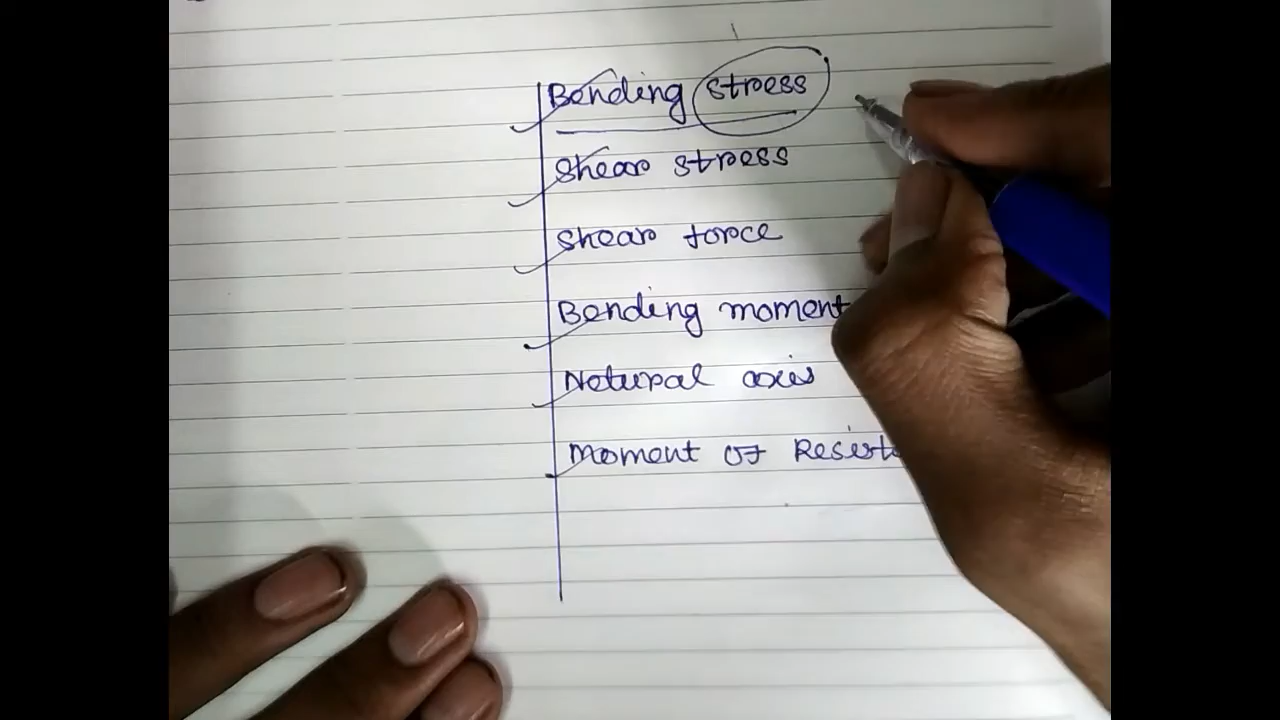 Bending stress
Shear stress
Shear force
Bending moment
Netural axis
Moment of